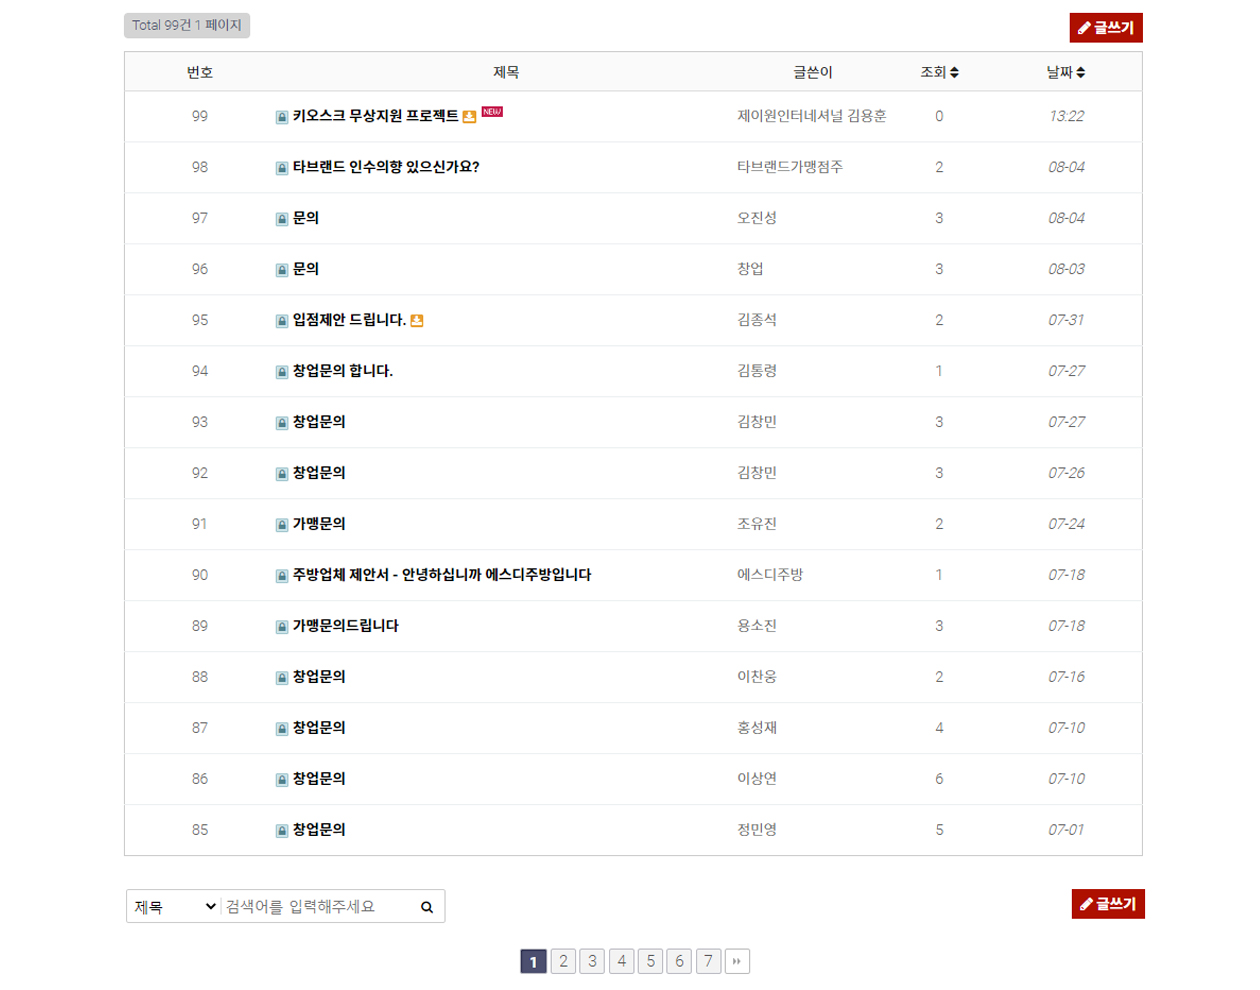 Total 99건 1 페이지
글쓰기
번호 제목 글쓴이 조회 날짜
99 키오스크 무상지원 프로젝트 NEW 제이원인터네셔널 김용훈 0 13:22
98 타브랜드 인수의향 있으신가요? 타브랜드가맹점주 2 08-04
97 문의 오진성 3 08-04
96 문의 창업 3 08-03
95 입점제안 드립니다. 김종석 2 07-31
94 창업문의 합니다. 김통령 1 07-27
93 창업문의 김창민 3 07-27
92 창업문의 김창민 3 07-26
91 가맹문의 조유진 2 07-24
90 주방업체 제안서 - 안녕하십니까 에스디주방입니다 에스디주방 1 07-18
89 가맹문의드립니다 용소진 3 07-18
88 창업문의 이찬웅 2 07-16
87 창업문의 홍성재 4 07-10
86 창업문의 이상연 6 07-10
85 창업문의 정민영 5 07-01
제목 검색어를 입력해주세요 글쓰기
1 2 3 4 5 6 7